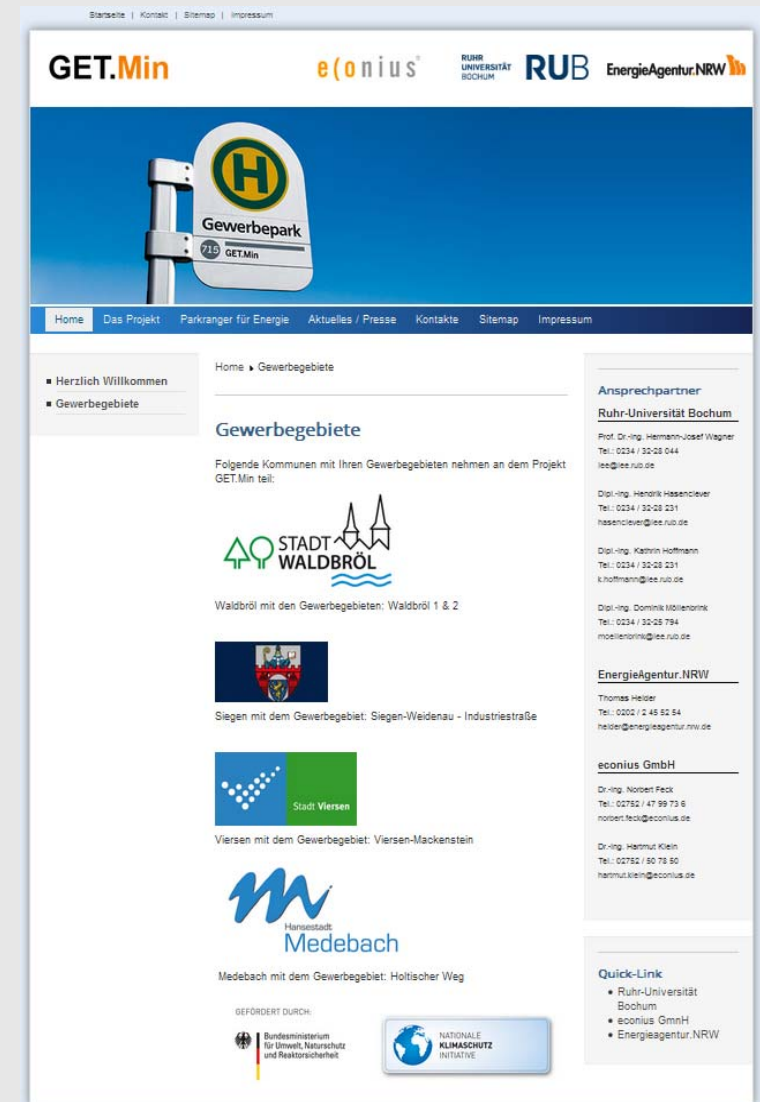 Startseite | Kontakt | Sitemap | Impressum
GET.Min
e(onius®
RUHR
UNIVERSITÄT
BOCHUM
RUB
EnergieAgentur.NRW
H
Gewerbepark
715 GET.Min
Home Das Projekt Parkranger für Energie Aktuelles / Presse Kontakte Sitemap Impressum
Herzlich Willkommen
Gewerbegebiete
Home ▸ Gewerbegebiete
Gewerbegebiete
Folgende Kommunen mit Ihren Gewerbegebieten nehmen an dem Projekt
GET.Min teil:
STADT
WALDBRÖL
Waldbröl mit den Gewerbegebieten: Waldbröl 1 & 2
Siegen mit dem Gewerbegebiet: Siegen-Weidenau - Industriestraße
Stadt Viersen
Viersen mit dem Gewerbegebiet: Viersen-Mackenstein
Hansestadt
Medebach
Medebach mit dem Gewerbegebiet: Holtischer Weg
GEFÖRDERT DURCH:
Bundesministerium
für Umwelt, Naturschutz
und Reaktorsicherheit
NATIONALE
KLIMASCHUTZ
INITIATIVE
Ansprechpartner
Ruhr-Universität Bochum
Prof. Dr.-Ing. Hermann-Josef Wagner
Tel.: 0234 / 32-28 044
lee@lee.rub.de
Dipl.-Ing. Hendrik Hasenclever
Tel.: 0234 / 32-28 231
hasenclever@lee.rub.de
Dipl.-Ing. Kathrin Hoffmann
Tel.: 0234 / 32-28 231
k.hoffmann@lee.rub.de
Dipl.-Ing. Dominik Möllenbrink
Tel.: 0234 / 32-25 794
moellenbrink@lee.rub.de
EnergieAgentur.NRW
Thomas Helder
Tel.: 0202 / 2 45 52 54
helder@energieagentur.nrw.de
econius GmbH
Dr.-Ing. Norbert Feck
Tel.: 02752 / 47 99 73 6
norbert.feck@econius.de
Dr.-Ing. Hartmut Klein
Tel.: 02752 / 50 78 50
hartmut.klein@econius.de
Quick-Link
Ruhr-Universität
Bochum
econius GmnH
Energieagentur.NRW